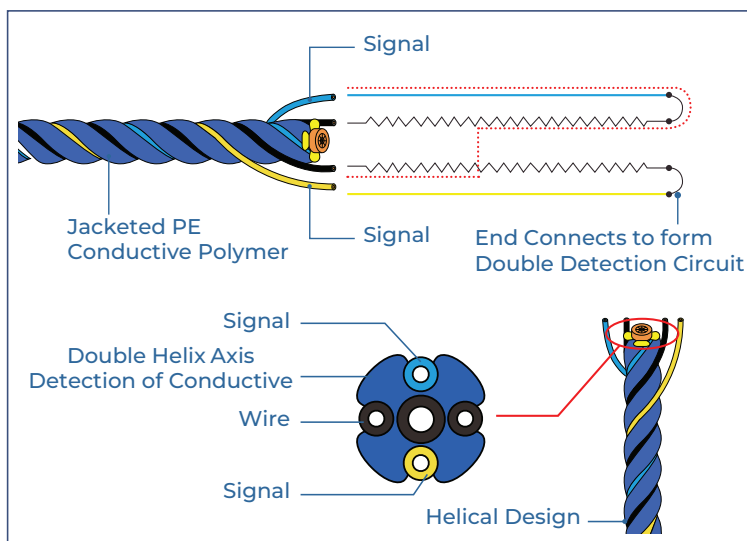 Signal
Jacketed PE
Conductive Polymer
Signal
End Connects to form
Double Detection Circuit
Signal
Double Helix Axis
Detection of Conductive
Wire
Signal
Helical Design